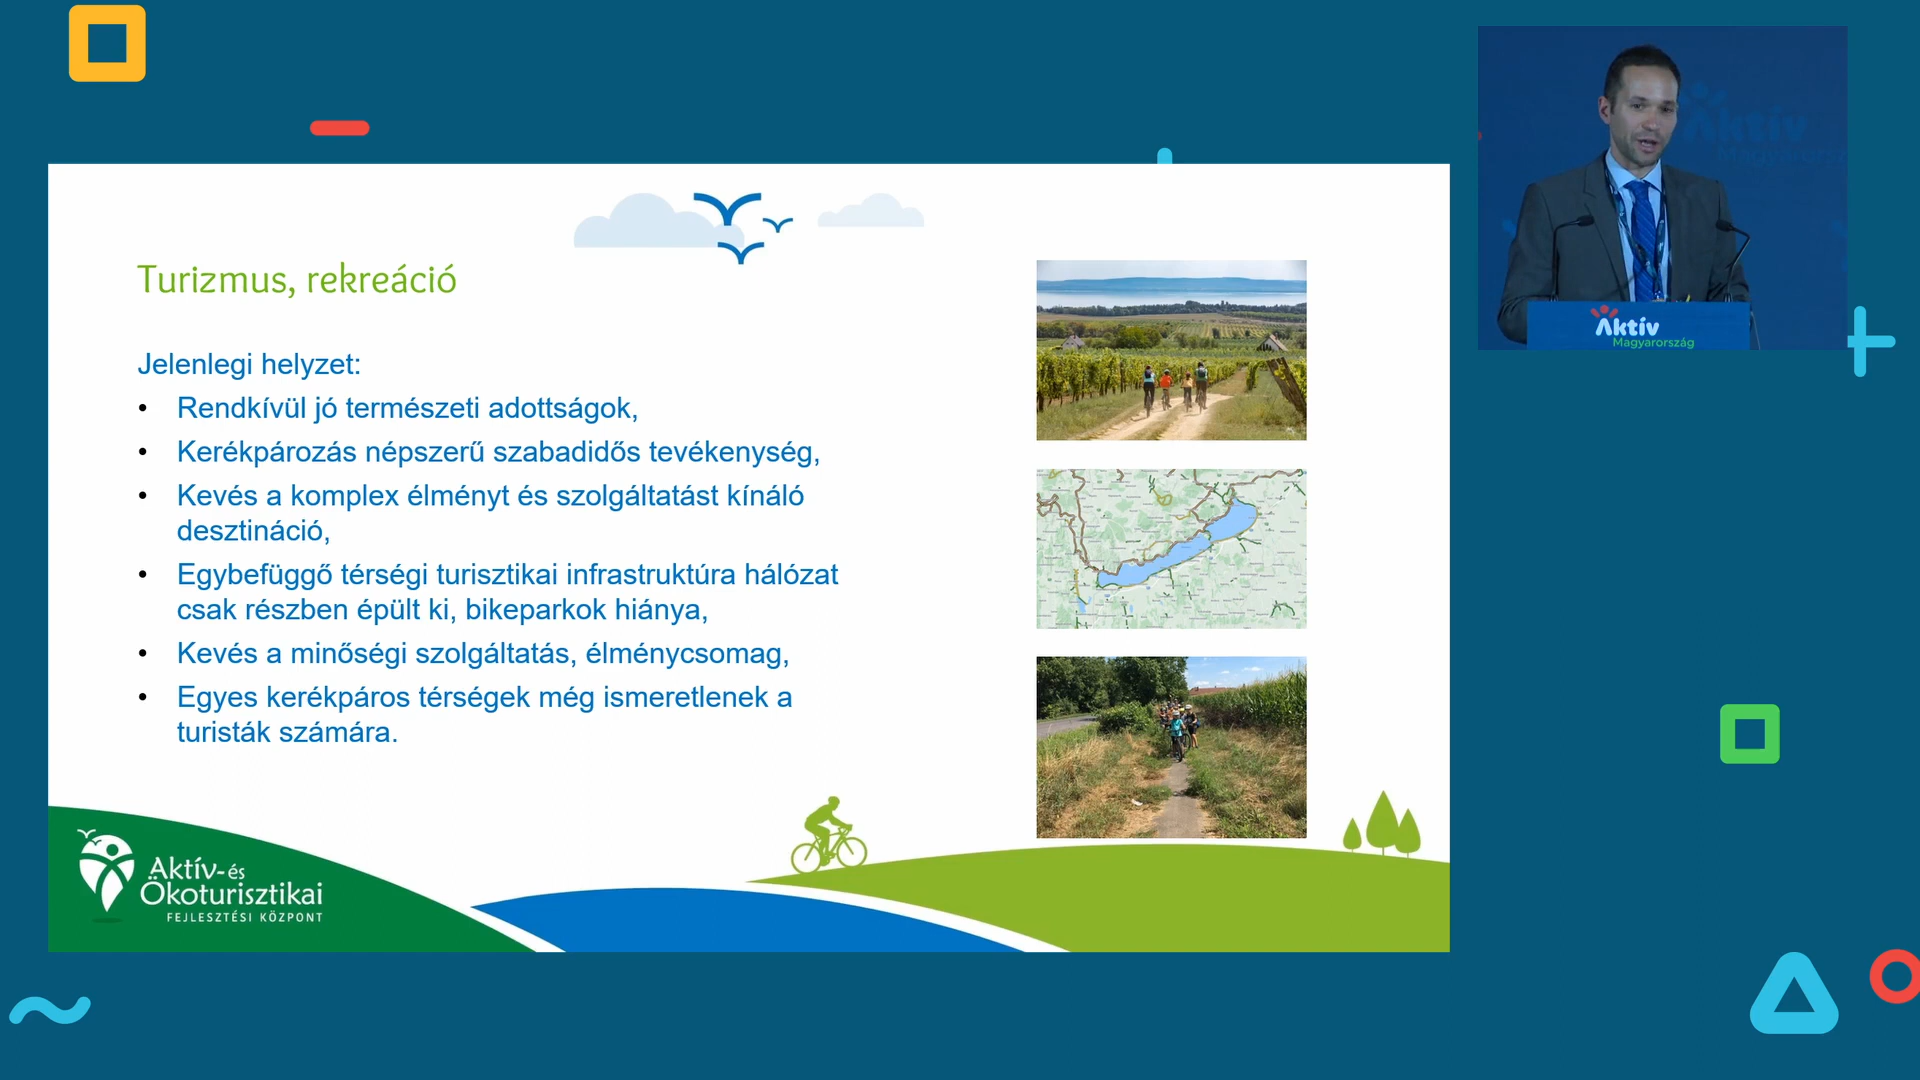 Turizmus, rekreáció
Jelenlegi helyzet:
• Rendkívül jó természeti adottságok,
• Kerékpározás népszerű szabadidős tevékenység,
• Kevés a komplex élményt és szolgáltatást kínáló
desztináció,
• Egybefüggő térségi turisztikai infrastruktúra hálózat
csak részben épült ki, bikeparkok hiánya,
• Kevés a minőségi szolgáltatás, élménycsomag,
• Egyes kerékpáros térségek még ismeretlenek a
turisták számára.
Aktív- és
Ökoturisztikai
FEJLESZTÉSI KÖZPONT
Aktív
Aktív
Magyarország